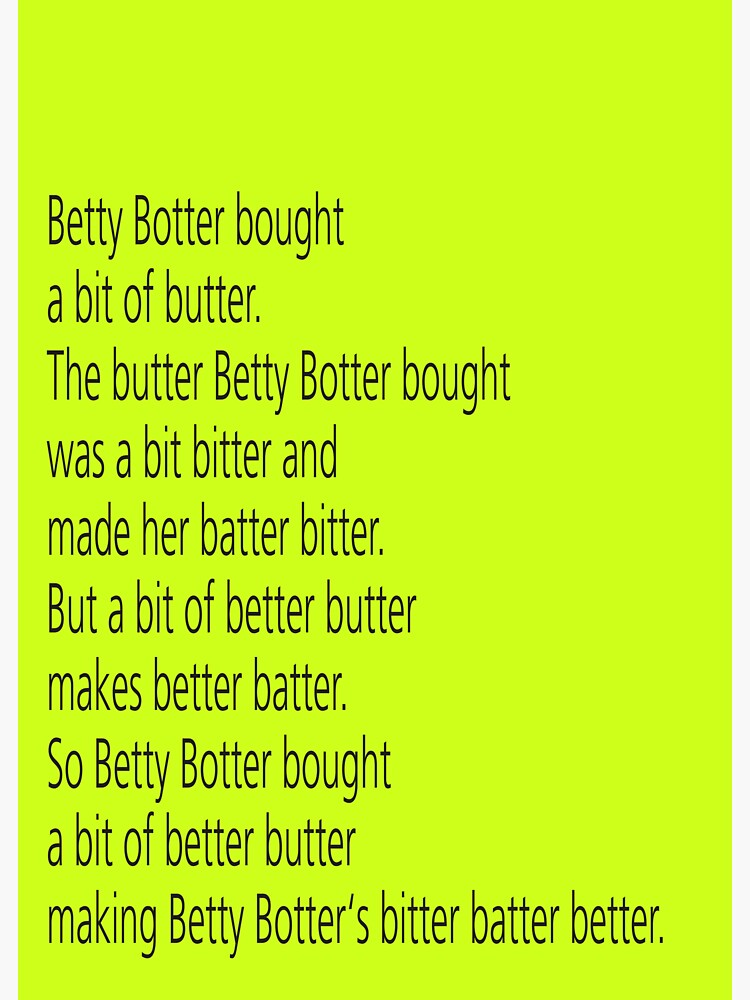 Betty Botter bought
a bit of butter.
The butter Betty Botter bought
was a bit bitter and
made her batter bitter.
But a bit of better butter
makes better batter.
So Betty Botter bought
a bit of better butter
making Betty Botter‘s bitter batter better.